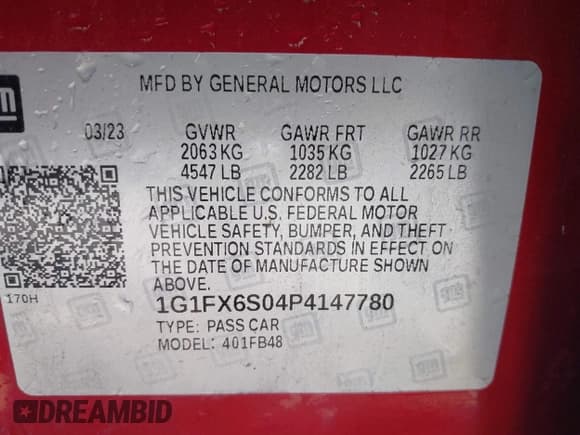 MFD BY GENERAL MOTORS LLC
gm
03/23 GVWR GAWR FRT GAWR RR
2063 KG 1035 KG 1027 KG
4547 LB 2282 LB 2265 LB
THIS VEHICLE CONFORMS TO ALL
APPLICABLE U.S. FEDERAL MOTOR
VEHICLE SAFETY, BUMPER, AND THEFT
PREVENTION STANDARDS IN EFFECT ON
THE DATE OF MANUFACTURE SHOWN
ABOVE.
170H
1G1FX6S04P4147780
TYPE: PASS CAR
MODEL: 401FB48
DREAMBID